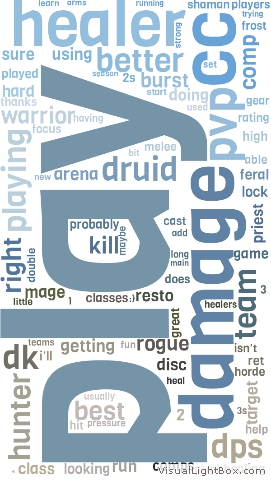 learn arms
shaman players
trying
healer
strong
cc
frost
sure using better
set
comp
season
played having 2s burst
gear
hard
start doing
rating
thanks
warrior
used
pvp
high
focus
melee
playing
bit
able
new arena druid
feral
play
lock
damage
priest
probably
cast
kill
maybe
add
right
double
long
main
game
does
team
mage 1 classes:) resto
3
little
healers
great
teams
fun
rogue
isn't
dk i'll getting
ret
disc
horde
hunter
heal
target
usually
best
2
3s
hit pressure
help
dps
class looking run comps
VisualLightBox.com